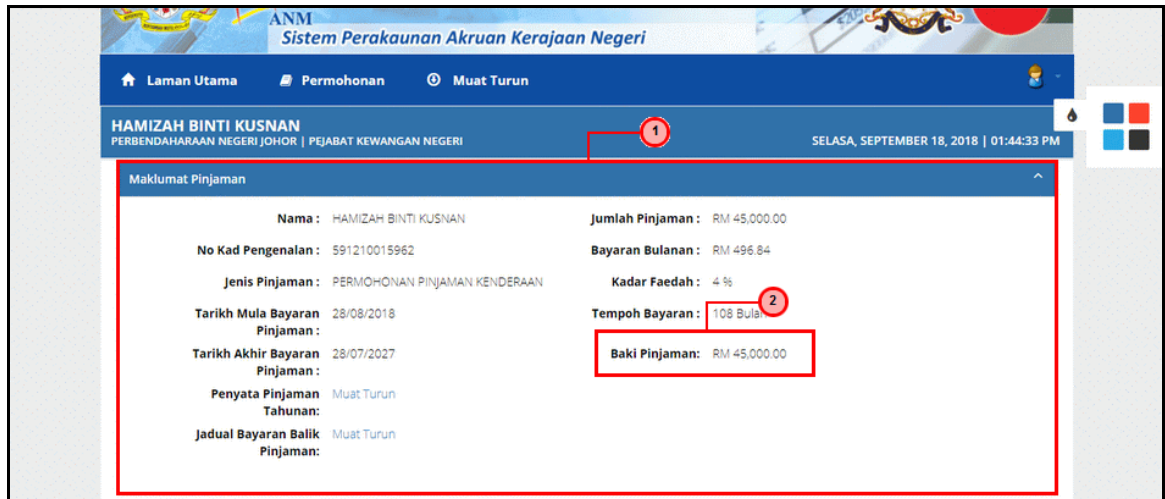 ANM
Sistem Perakaunan Akruan Kerajaan Negeri
Laman Utama Permohonan Muat Turun
HAMIZAH BINTI KUSNAN
PERBENDAHARAAN NEGERI JOHOR | PEJABAT KEWANGAN NEGERI
1
SELASA, SEPTEMBER 18, 2018 | 01:44:33 PM
Maklumat Pinjaman
Nama : HAMIZAH BINTI KUSNAN
Jumlah Pinjaman : RM 45,000.00
No Kad Pengenalan : 591210015962
Bayaran Bulanan : RM 496.84
Jenis Pinjaman : PERMOHONAN PINJAMAN KENDERAAN
Kadar Faedah : 4 %
2
Tarikh Mula Bayaran 28/08/2018
Pinjaman :
Tempoh Bayaran : 108 Bulan
Tarikh Akhir Bayaran 28/07/2027
Pinjaman :
Baki Pinjaman: RM 45,000.00
Penyata Pinjaman Muat Turun
Tahunan:
Jadual Bayaran Balik Muat Turun
Pinjaman: